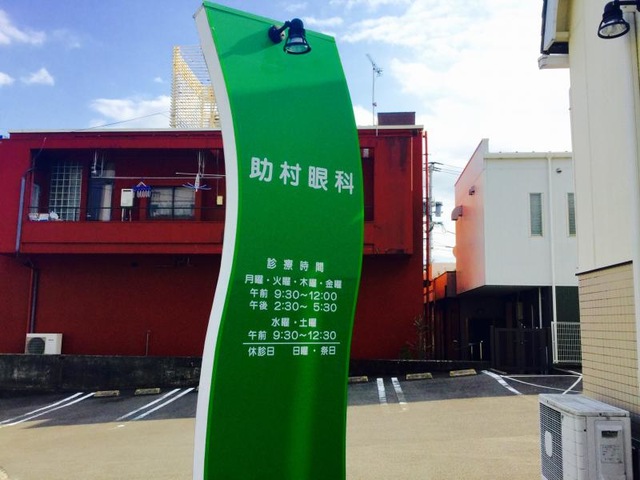 助村眼科
診療時間
月曜・火曜・木曜・金曜
午前 9:30〜12:00
午後 2:30〜 5:30
水曜・土曜
午前 9:30〜12:30
休診日 日曜・祭日